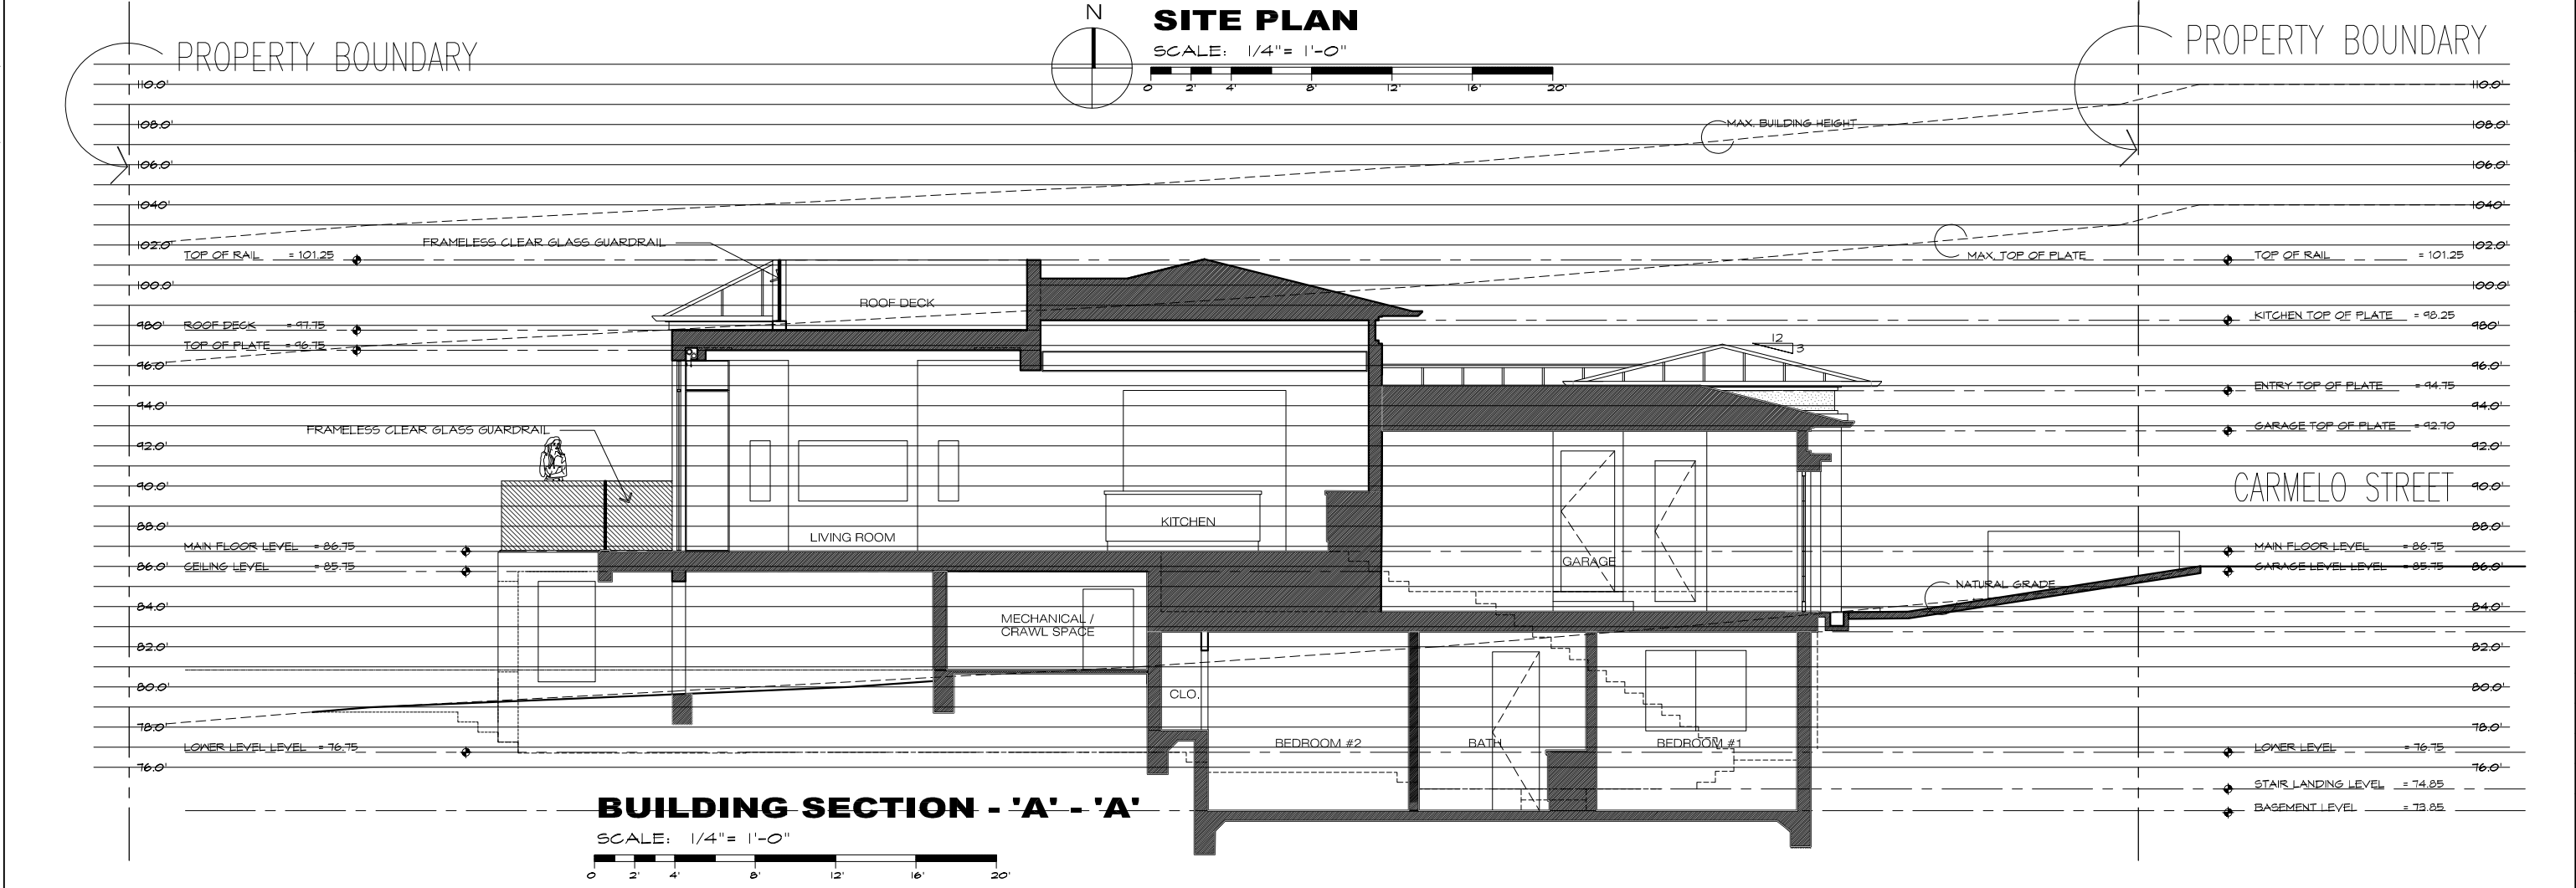 N
SITE PLAN
SCALE: 1/4"= 1'-0"
0 2' 4' 8' 12' 16' 20'
PROPERTY BOUNDARY
PROPERTY BOUNDARY
110.0' 110.0'
108.0' MAX. BUILDING HEIGHT 108.0'
106.0' 106.0'
1040' 1040'
102.0' FRAMELESS CLEAR GLASS GUARDRAIL 102.0'
TOP OF RAIL = 101.25 MAX. TOP OF PLATE TOP OF RAIL = 101.25
100.0' 100.0'
ROOF DECK
KITCHEN TOP OF PLATE = 98.25
980' ROOF DECK = 97.75 980'
TOP OF PLATE = 96.75 12
3
96.0' 96.0'
ENTRY TOP OF PLATE = 94.75
94.0' 94.0'
FRAMELESS CLEAR GLASS GUARDRAIL GARAGE TOP OF PLATE = 92.70
92.0' 92.0'
90.0' CARMELO STREET 90.0'
88.0' KITCHEN 88.0'
LIVING ROOM
MAIN FLOOR LEVEL = 86.75 MAIN FLOOR LEVEL = 86.75
GARAGE
86.0' CEILING LEVEL = 85.75 GARAGE LEVEL LEVEL = 85.75 86.0'
NATURAL GRADE
84.0' 84.0'
MECHANICAL /
CRAWL SPACE
82.0' 82.0'
80.0' CLO. 80.0'
78.0' 78.0'
BEDROOM #2 BATH BEDROOM #1
LOWER LEVEL LEVEL = 76.75 LOWER LEVEL = 76.75
76.0' 76.0'
STAIR LANDING LEVEL = 74.85
BUILDING SECTION - 'A' - 'A'
BASEMENT LEVEL = 73.85
SCALE: 1/4"= 1'-0"
0 2' 4' 8' 12' 16' 20'